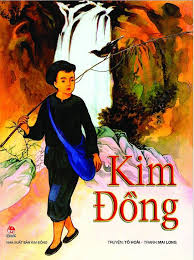 Kim
Đồng
NHÀ XUẤT BẢN KIM ĐỒNG
TRUYỆN: TÔ HOÀI - TRANH: MAI LONG